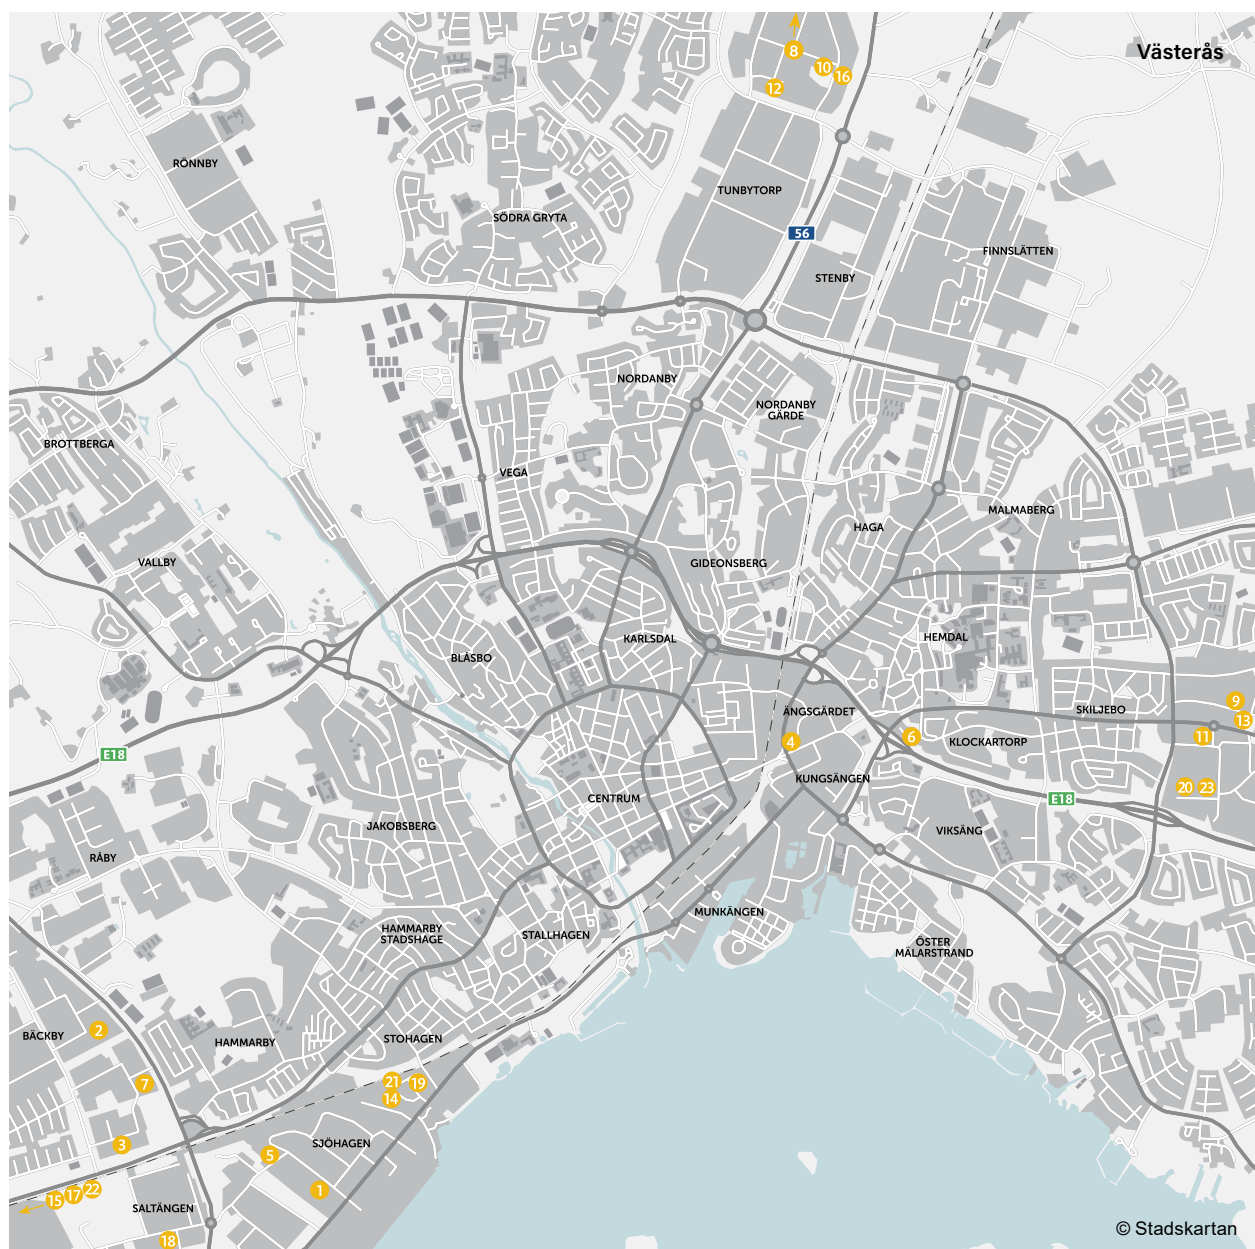 Västerås
8
10
16
12
RÖNNBY
TUNBYTORP
SÖDRA GRYTA
56
FINNSLÄTTEN
STENBY
NORDANBY
NORDANBY
GÄRDE
BROTTBERGA
VEGA
MALMABERG
HAGA
VALLBY
GIDEONSBERG
KARLSDAL
HEMDAL
BLÅSBO
9
ÄNGSGÄRDET
SKILJEBO
13
4
6
KLOCKARTORP
11
E18
KUNGSÄNGEN
20
23
CENTRUM
E18
JAKOBSBERG
VIKSÄNG
RÅBY
MUNKÄNGEN
HAMMARBY
STADSHAGE
STALLHAGEN
ÖSTER
MÄLARSTRAND
2
BÄCKBY
HAMMARBY
STOHAGEN
7
21
19
14
3
SJÖHAGEN
5
1
22
17
15
SALTÄNGEN
18
© Stadskartan